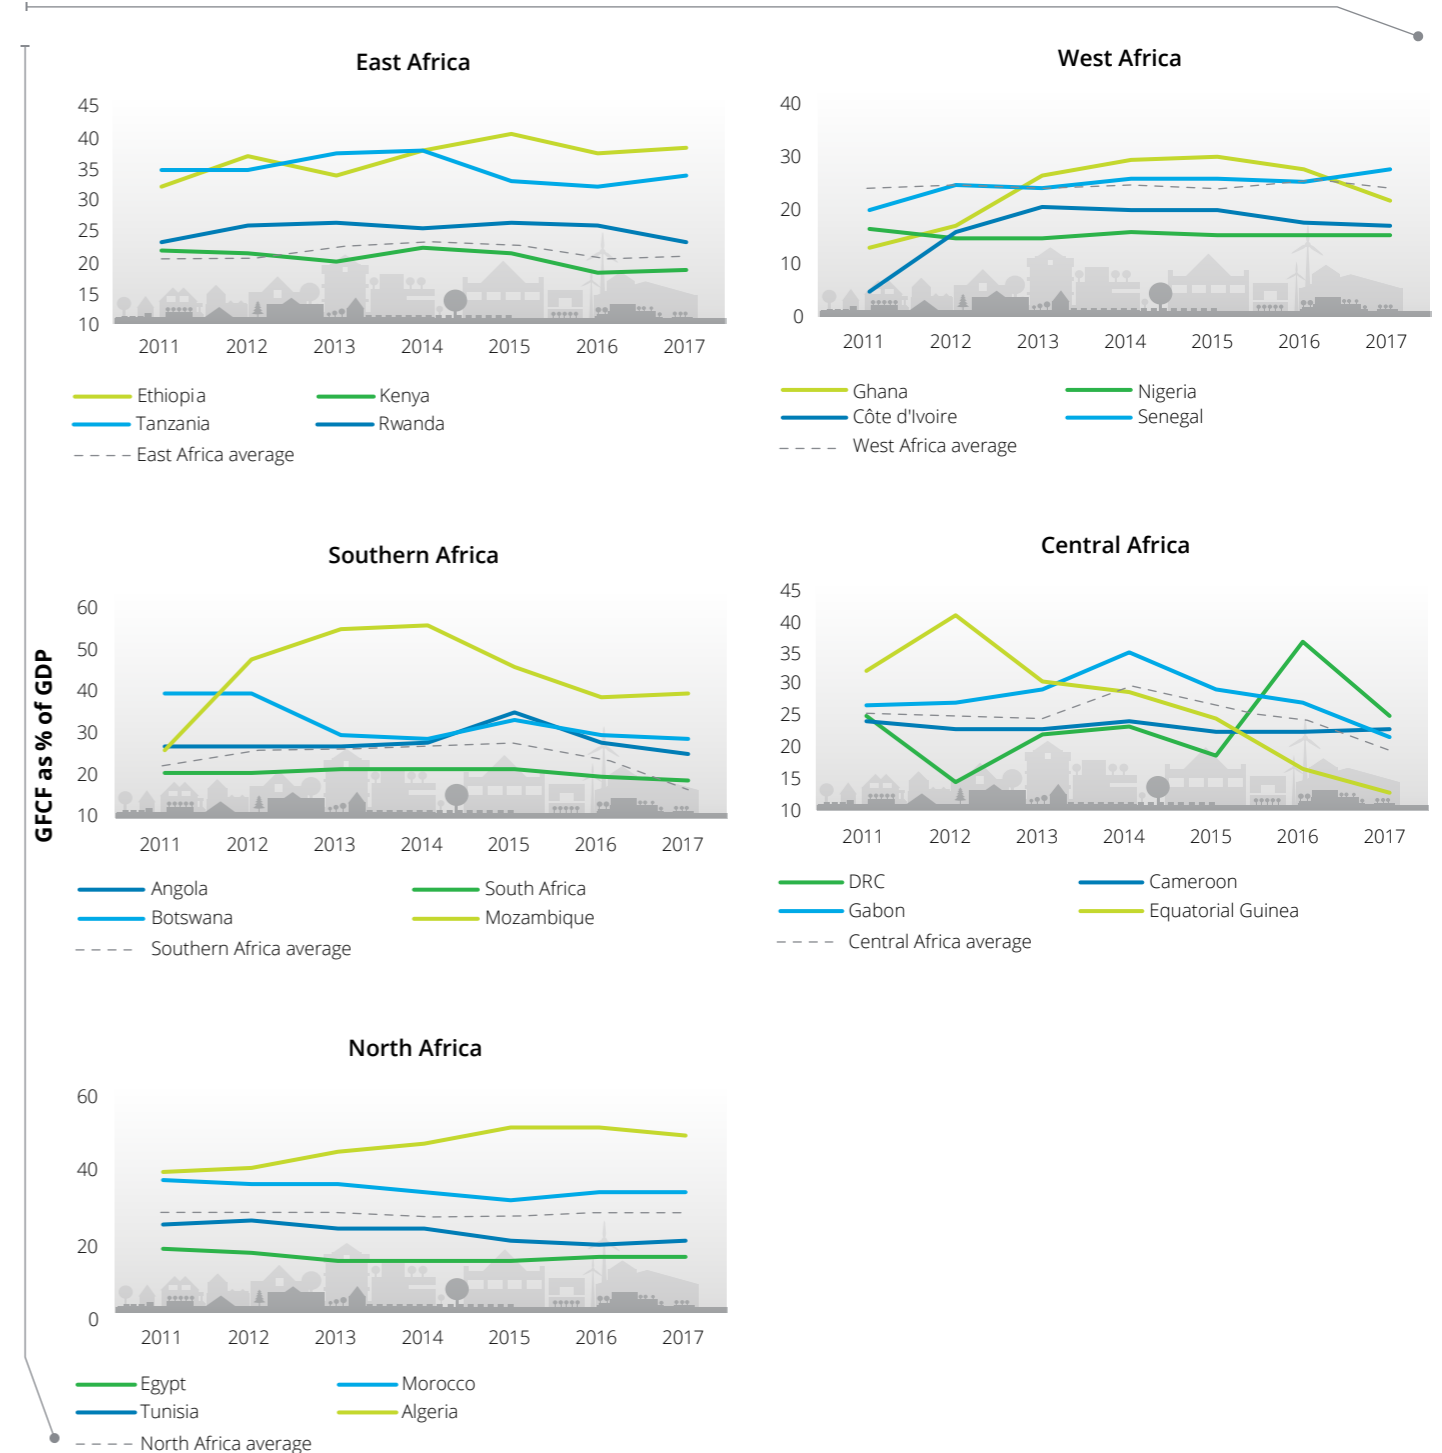 GFCF as % of GDP
East Africa
45
40
35
30
25
20
15
10
2011 2012 2013 2014 2015 2016 2017
Ethiopia Kenya
Tanzania Rwanda
East Africa average
West Africa
40
30
20
10
0
2011 2012 2013 2014 2015 2016 2017
Ghana Nigeria
Côte d'Ivoire Senegal
West Africa average
Southern Africa
60
50
40
30
20
10
2011 2012 2013 2014 2015 2016 2017
Angola South Africa
Botswana Mozambique
Southern Africa average
Central Africa
45
40
35
30
25
20
15
10
2011 2012 2013 2014 2015 2016 2017
DRC Cameroon
Gabon Equatorial Guinea
Central Africa average
North Africa
60
40
20
0
2011 2012 2013 2014 2015 2016 2017
Egypt Morocco
Tunisia Algeria
North Africa average